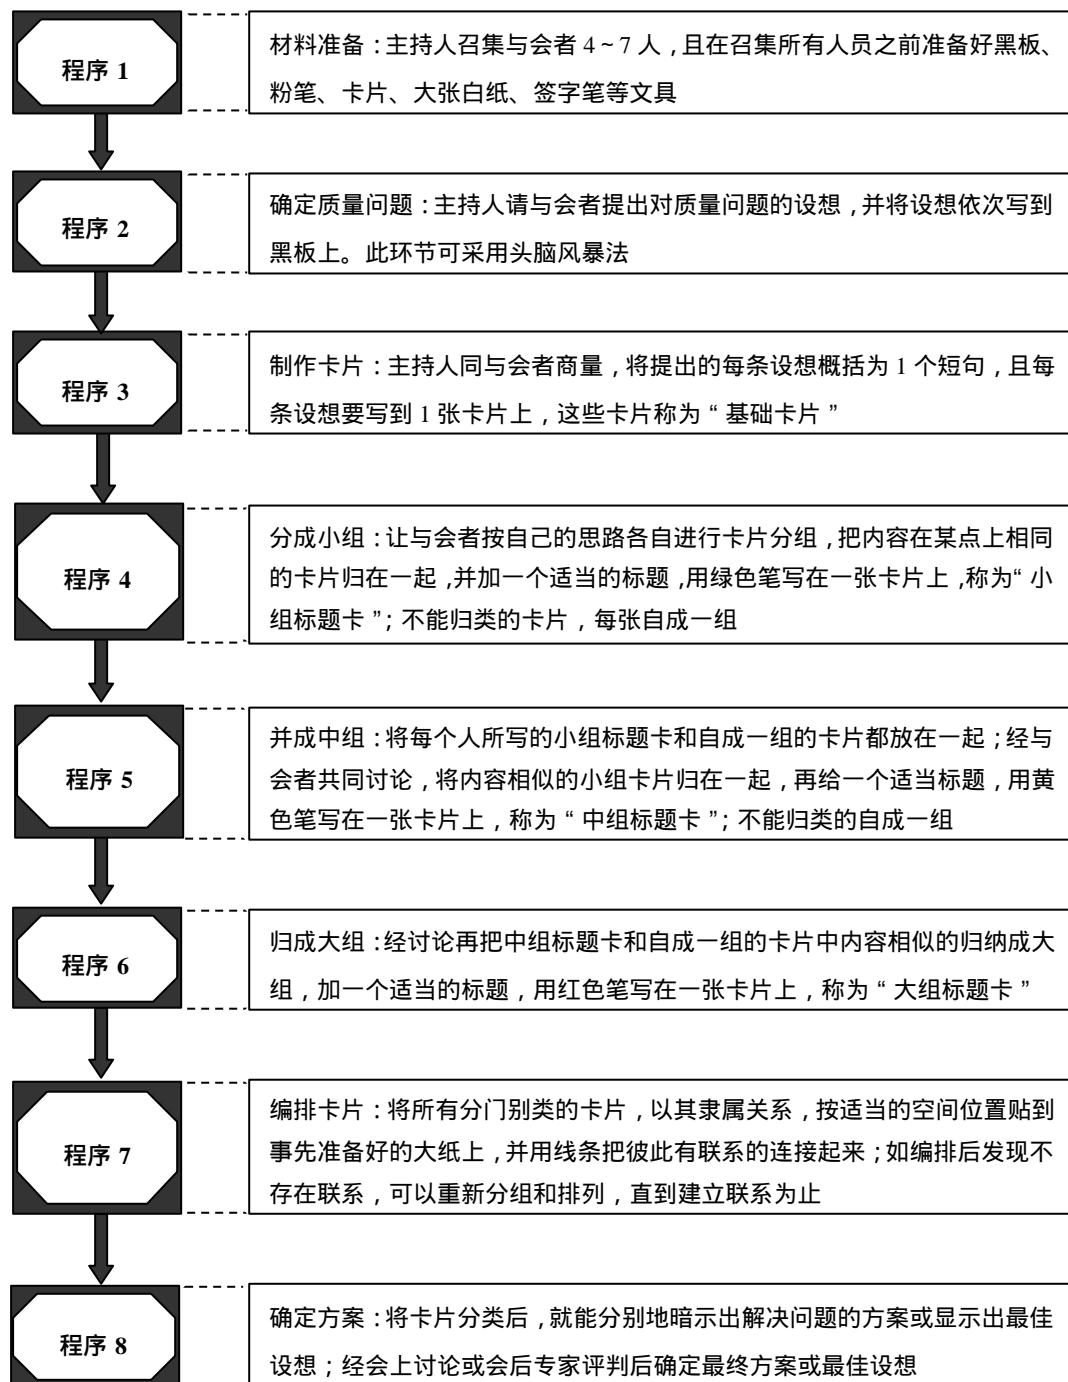 程序 1
材料准备：主持人召集与会者 4~7 人，且在召集所有人员之前准备好黑板、
粉笔、卡片、大张白纸、签字笔等文具
程序 2
确定质量问题：主持人请与会者提出对质量问题的设想，并将设想依次写到
黑板上。此环节可采用头脑风暴法
程序 3
制作卡片：主持人同与会者商量，将提出的每条设想概括为 1 个短句，且每
条设想要写到 1 张卡片上，这些卡片称为“基础卡片”
程序 4
分成小组：让与会者按自己的思路各自进行卡片分组，把内容在某点上相同
的卡片归在一起，并加一个适当的标题，用绿色笔写在一张卡片上，称为“小
组标题卡”；不能归类的卡片，每张自成一组
程序 5
并成中组：将每个人所写的小组标题卡和自成一组的卡片都放在一起；经与
会者共同讨论，将内容相似的小组卡片归在一起，再给一个适当标题，用黄
色笔写在一张卡片上，称为“中组标题卡”；不能归类的自成一组
程序 6
归成大组：经讨论再把中组标题卡和自成一组的卡片中内容相似的归纳成大
组，加一个适当的标题，用红色笔写在一张卡片上，称为“大组标题卡”
程序 7
编排卡片：将所有分门别类的卡片，以其隶属关系，按适当的空间位置贴到
事先准备好的大纸上，并用线条把彼此有联系的连接起来；如编排后发现不
存在联系，可以重新分组和排列，直到建立联系为止
程序 8
确定方案：将卡片分类后，就能分别地暗示出解决问题的方案或显示出最佳
设想；经会上讨论或会后专家评判后确定最终方案或最佳设想